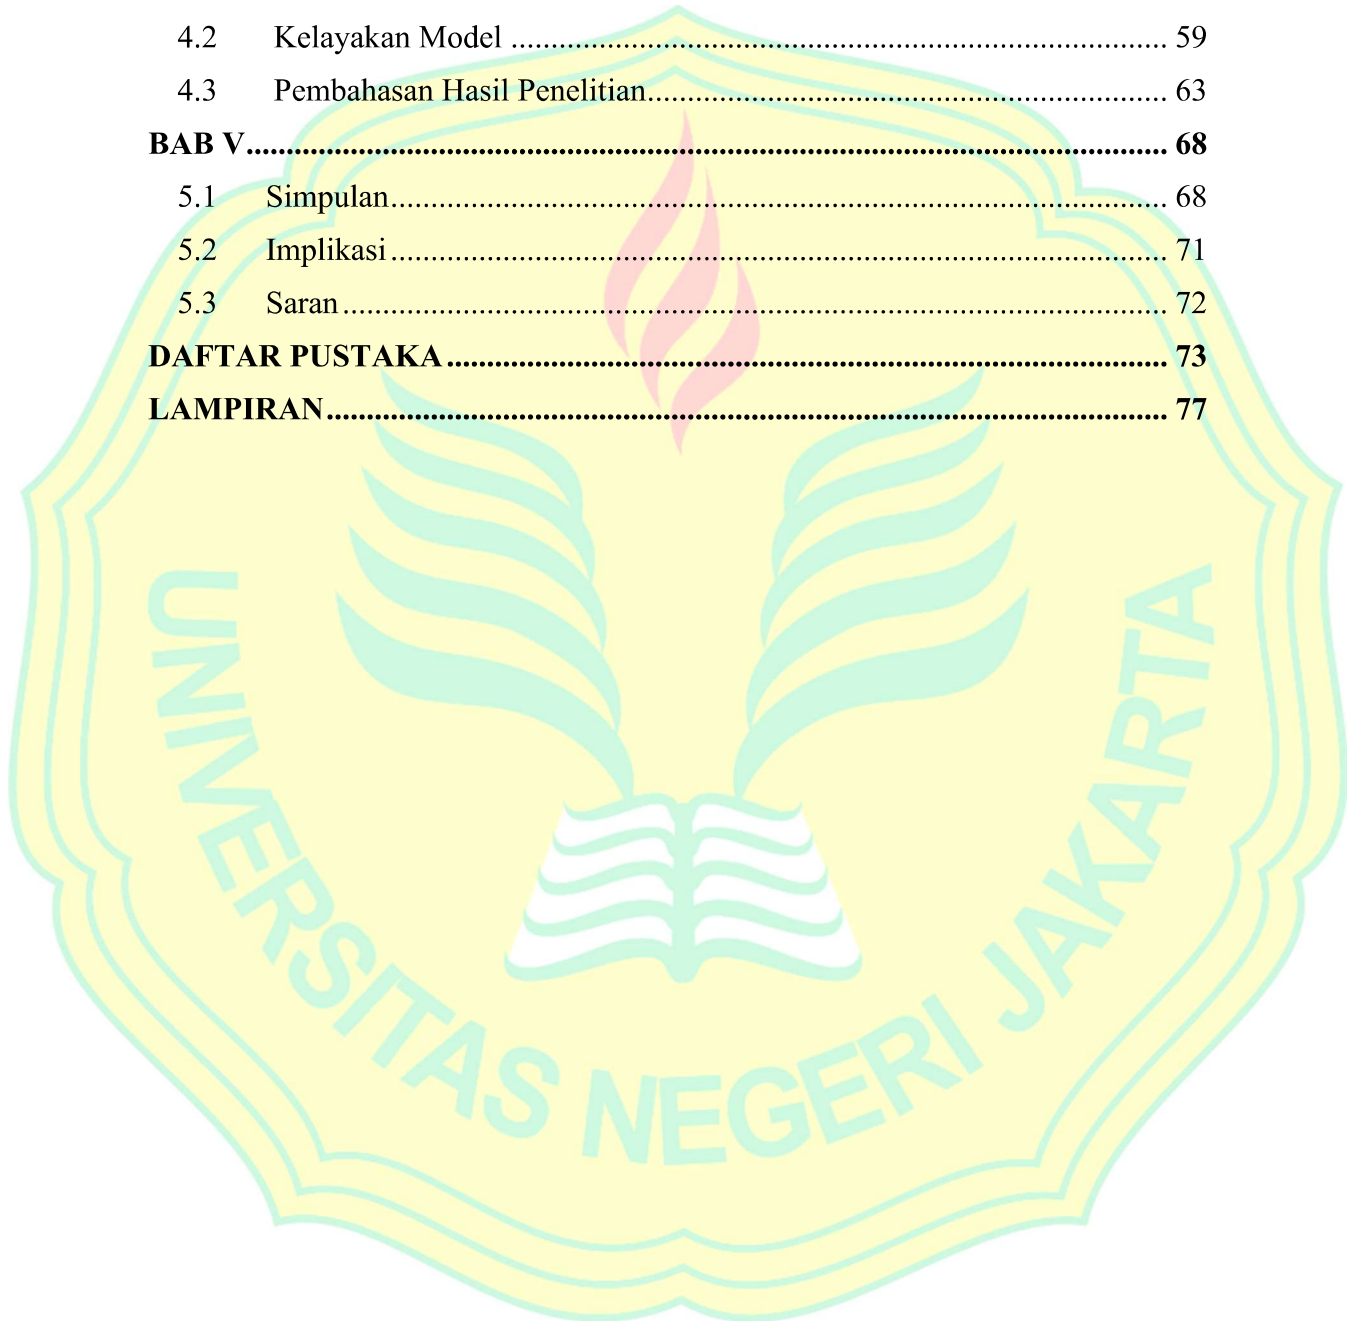 4.2 Kelayakan Model ........................................ 59
4.3 Pembahasan Hasil Penelitian ........................................ 63
BAB V ........................................ 68
5.1 Simpulan ........................................ 68
5.2 Implikasi ........................................ 71
5.3 Saran ........................................ 72
DAFTAR PUSTAKA ........................................ 73
LAMPIRAN ........................................ 77
UNIVERSITAS NEGERI JAKARTA